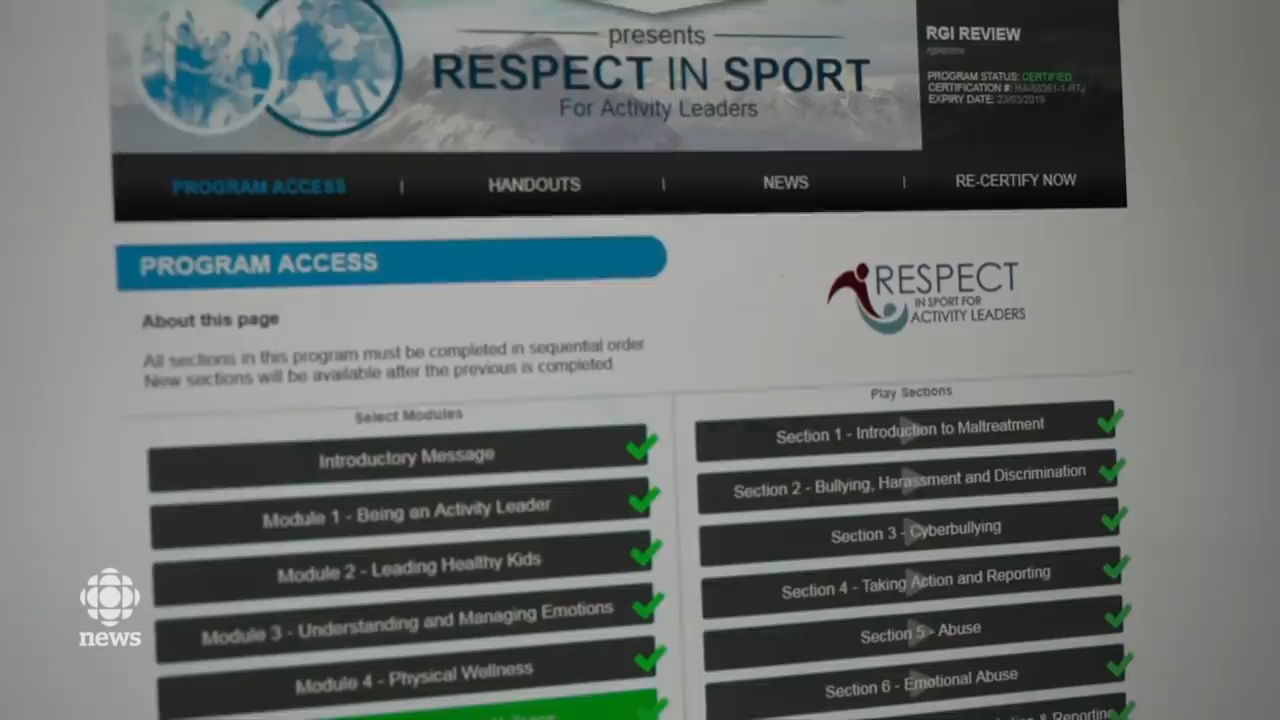 presents
RESPECT IN SPORT
For Activity Leaders
RGI REVIEW
PROGRAM STATUS: CERTIFIED
CERTIFICATION #:
EXPIRY DATE: 23/03/2019
PROGRAM ACCESS | HANDOUTS | NEWS | RE-CERTIFY NOW
PROGRAM ACCESS
RESPECT
IN SPORT FOR
ACTIVITY LEADERS
About this page
All sections in this program must be completed in sequential order
New sections will be available after the previous is completed
Select Modules
Introductory Message
Module 1 - Being an Activity Leader
Module 2 - Leading Healthy Kids
Module 3 - Understanding and Managing Emotions
Module 4 - Physical Wellness
Play Sections
Section 1 - Introduction to Maltreatment
Section 2 - Bullying, Harassment and Discrimination
Section 3 - Cyberbullying
Section 4 - Taking Action and Reporting
Section 5 - Abuse
Section 6 - Emotional Abuse
& Reporting
news